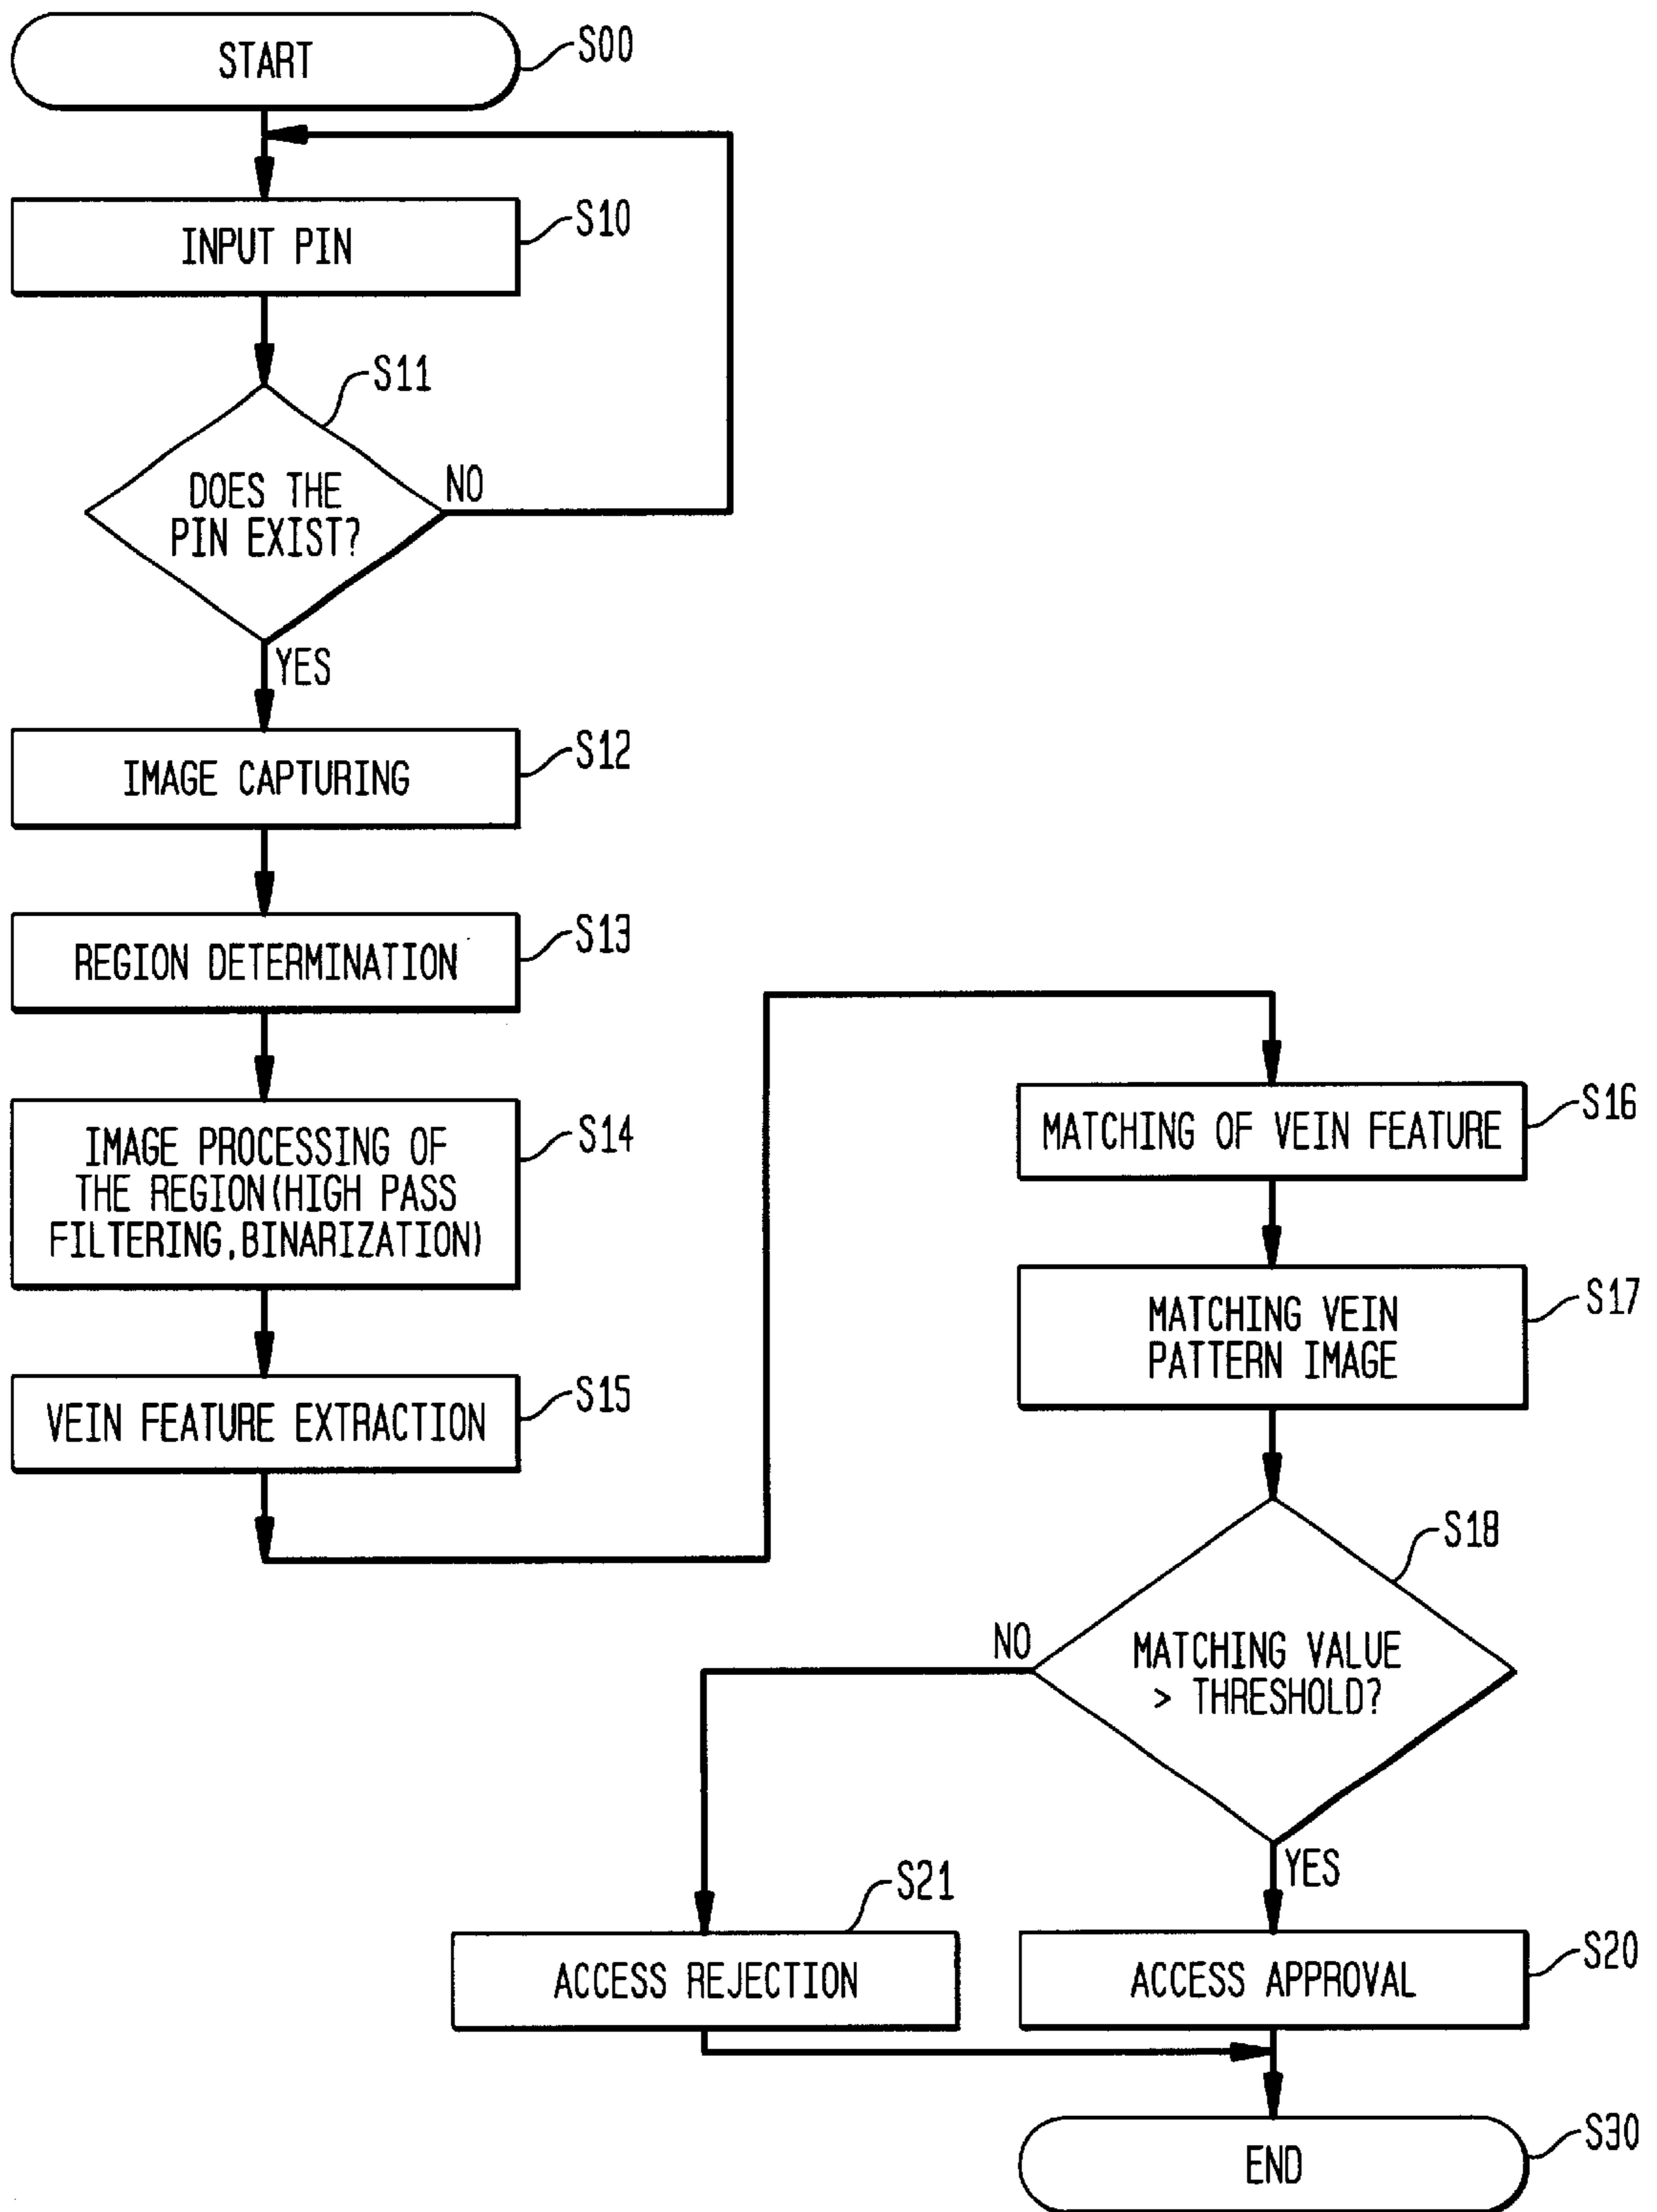 START
S00
INPUT PIN
S10
S11
DOES THE
PIN EXIST?
NO
YES
IMAGE CAPTURING
S12
REGION DETERMINATION
S13
IMAGE PROCESSING OF
THE REGION(HIGH PASS
FILTERING,BINARIZATION)
S14
VEIN FEATURE EXTRACTION
S15
MATCHING OF VEIN FEATURE
S16
MATCHING VEIN
PATTERN IMAGE
S17
S18
MATCHING VALUE
> THRESHOLD?
NO
YES
S21
ACCESS REJECTION
ACCESS APPROVAL
S20
END
S30